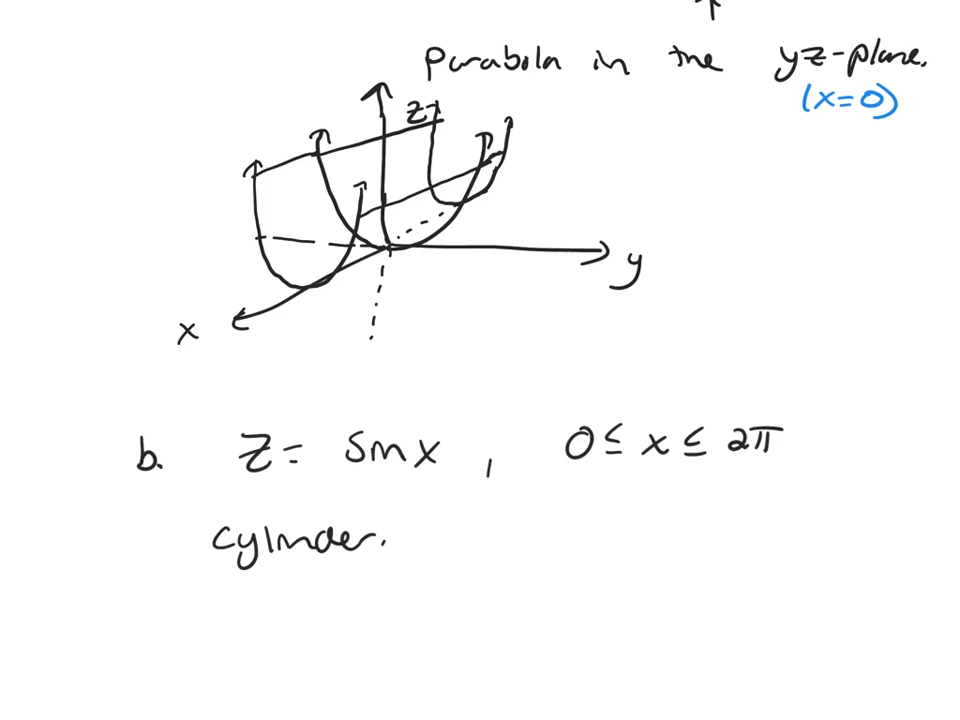 Parabola in the yz-plane.
(x=0)
z
y
x
b. z = sin x , 0 ≤ x ≤ 2π
Cylinder.